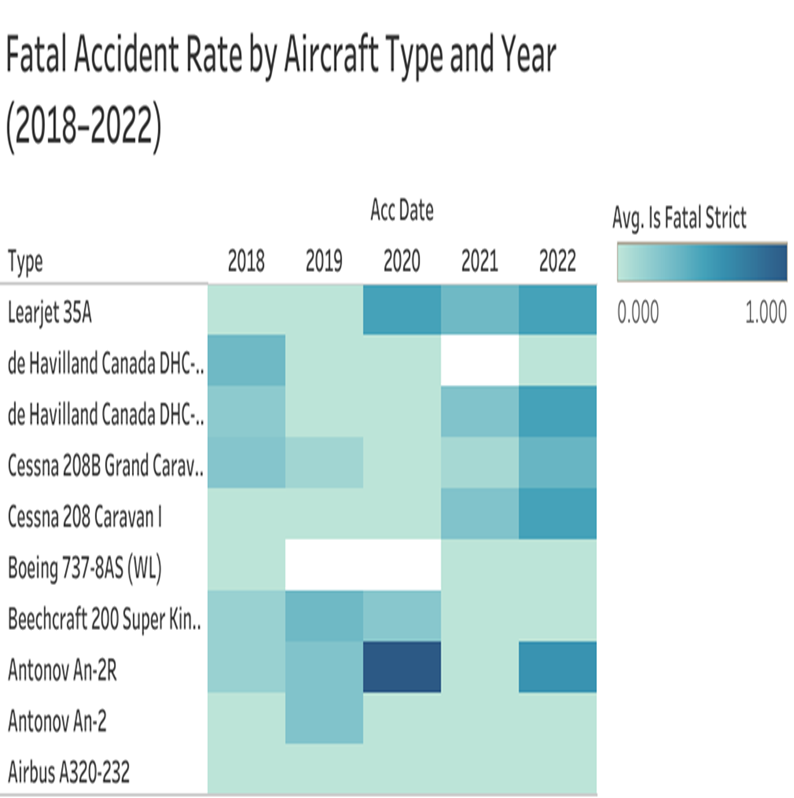 Fatal Accident Rate by Aircraft Type and Year
(2018–2022)
Acc Date
Avg. Is Fatal Strict
Type 2018 2019 2020 2021 2022
0.000 1.000
Learjet 35A
de Havilland Canada DHC-..
de Havilland Canada DHC-..
Cessna 208B Grand Carav..
Cessna 208 Caravan I
Boeing 737-8AS (WL)
Beechcraft 200 Super Kin..
Antonov An-2R
Antonov An-2
Airbus A320-232